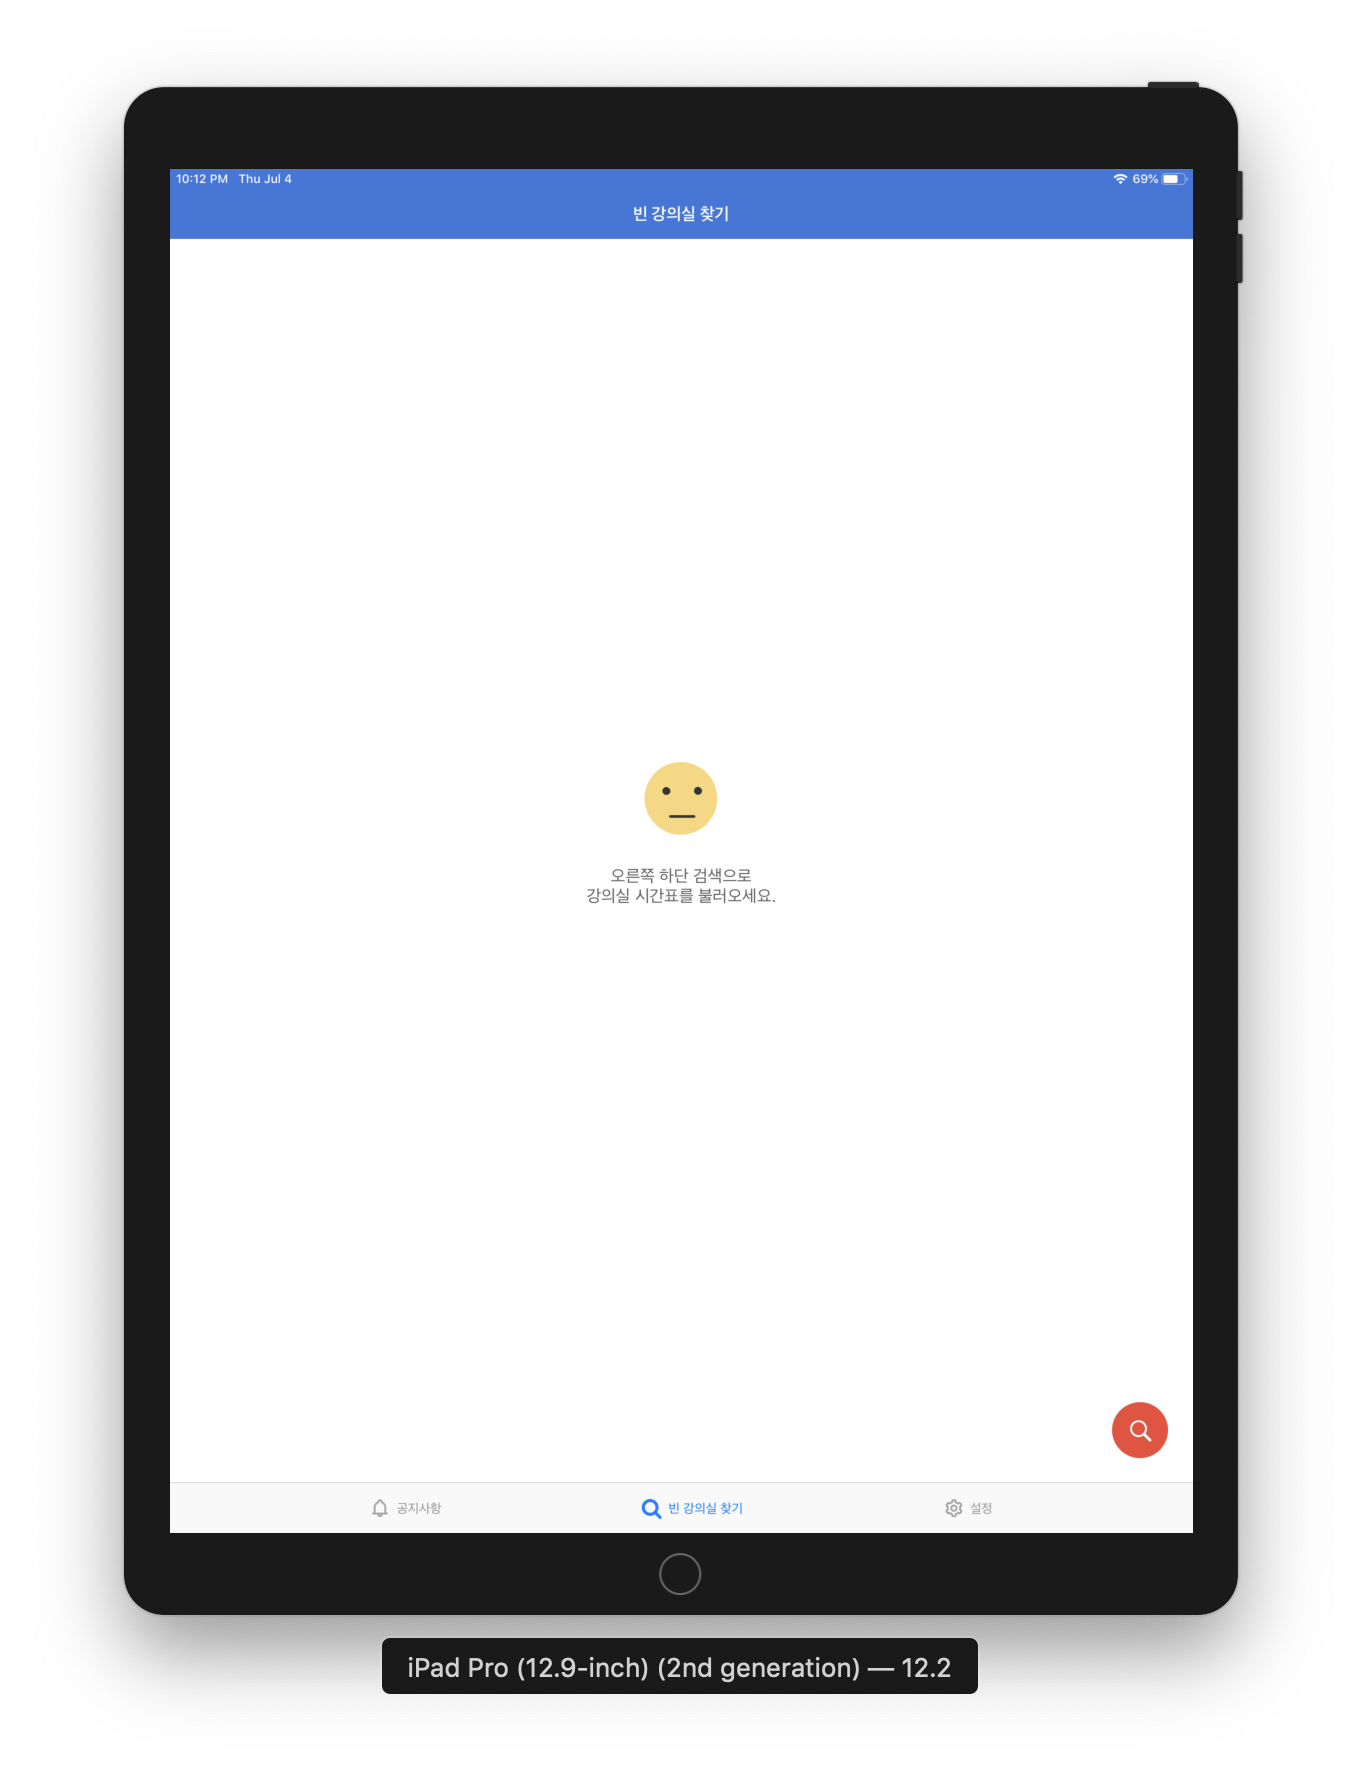 10:12 PM Thu Jul 4 69%
빈 강의실 찾기
오른쪽 하단 검색으로
강의실 시간표를 불러오세요.
공지사항 빈 강의실 찾기 설정
iPad Pro (12.9-inch) (2nd generation) — 12.2